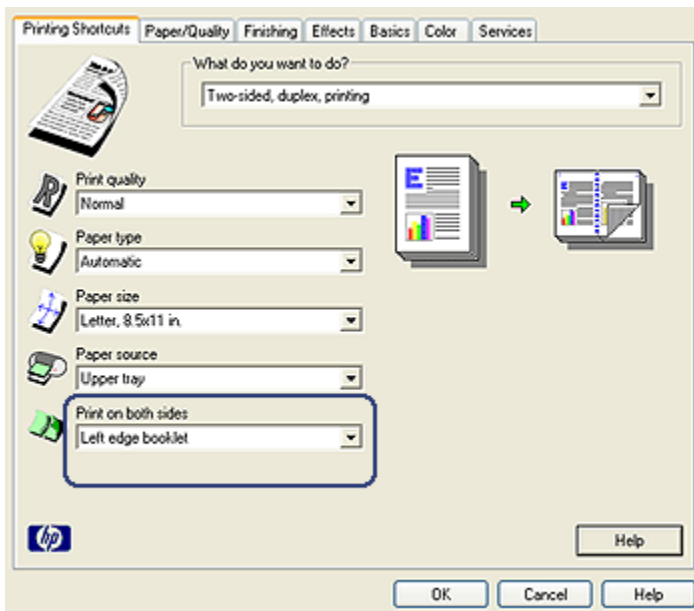 Printing Shortcuts Paper/Quality Finishing Effects Basics Color Services
What do you want to do?
Two-sided, duplex, printing
Print quality
Normal
Paper type
Automatic
Paper size
Letter, 8.5x11 in.
Paper source
Upper tray
Print on both sides
Left edge booklet
hp
Help
OK Cancel Help